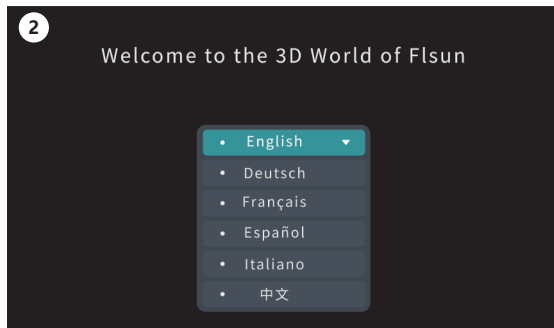 2
Welcome to the 3D World of Flsun
• English
• Deutsch
• Français
• Español
• Italiano
• 中文